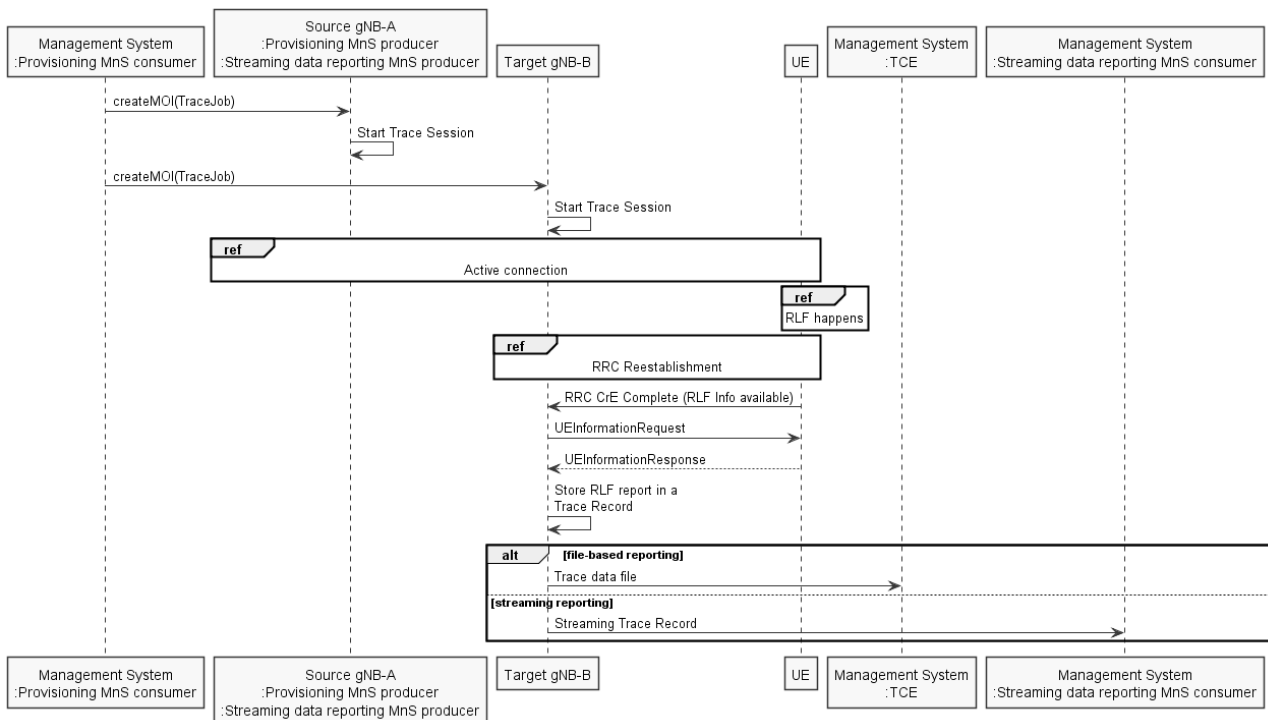 Management System
:Provisioning MnS consumer
Source gNB-A
:Provisioning MnS producer
:Streaming data reporting MnS producer
Target gNB-B
UE
Management System
:TCE
Management System
:Streaming data reporting MnS consumer
createMOI(TraceJob)
Start Trace Session
createMOI(TraceJob)
Start Trace Session
ref
Active connection
ref
RLF happens
ref
RRC Reestablishment
RRC CrE Complete (RLF Info available)
UEInformationRequest
UEInformationResponse
Store RLF report in a
Trace Record
alt
[file-based reporting]
Trace data file
[streaming reporting]
Streaming Trace Record
Management System
:Provisioning MnS consumer
Source gNB-A
:Provisioning MnS producer
:Streaming data reporting MnS producer
Target gNB-B
UE
Management System
:TCE
Management System
:Streaming data reporting MnS consumer